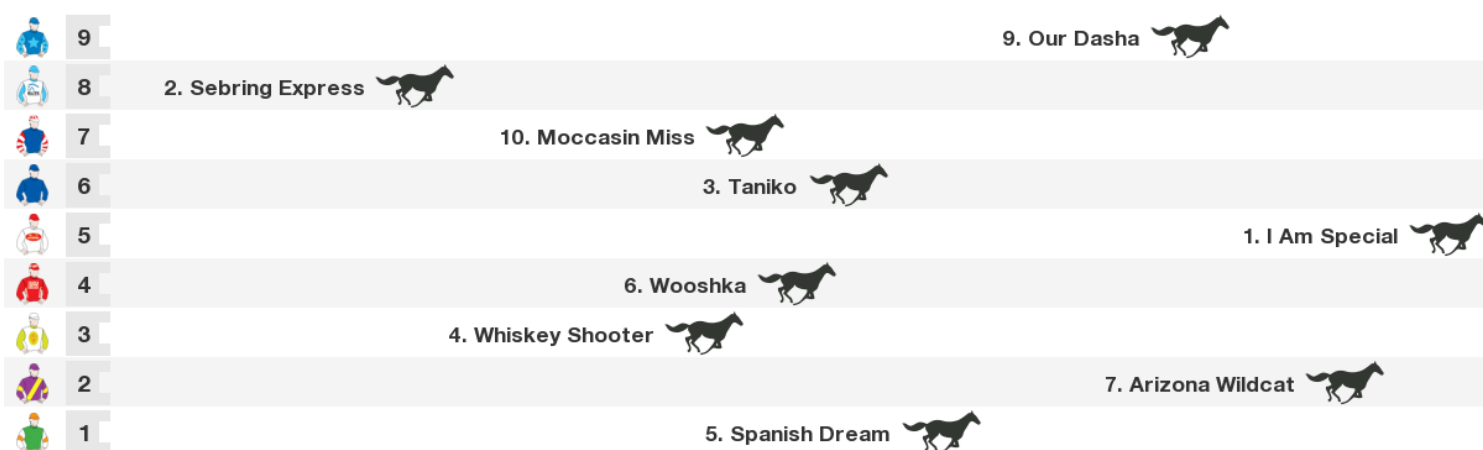 9 9. Our Dasha
8 2. Sebring Express
7 10. Moccasin Miss
6 3. Taniko
5 1. I Am Special
4 6. Wooshka
3 4. Whiskey Shooter
2 7. Arizona Wildcat
1 5. Spanish Dream